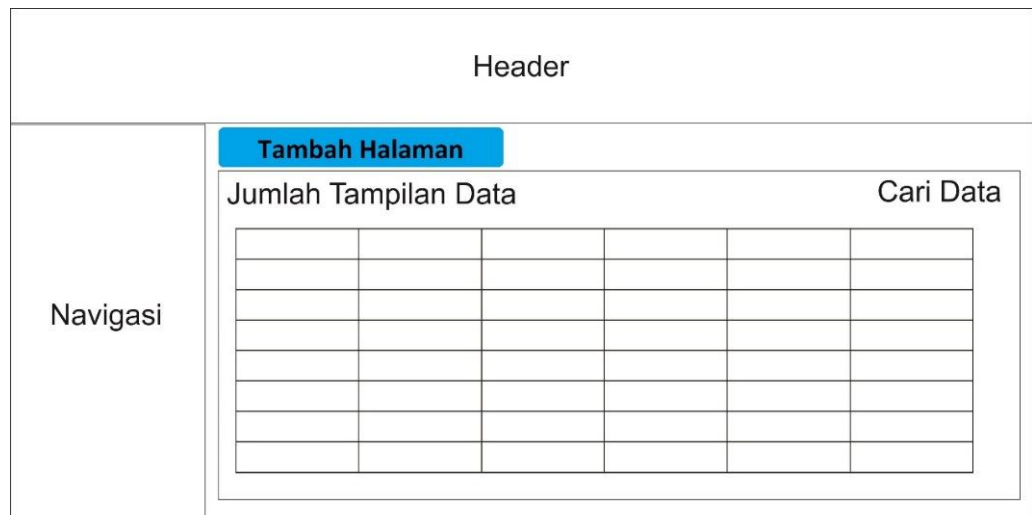 Header
Tambah Halaman
Jumlah Tampilan Data
Cari Data
Navigasi